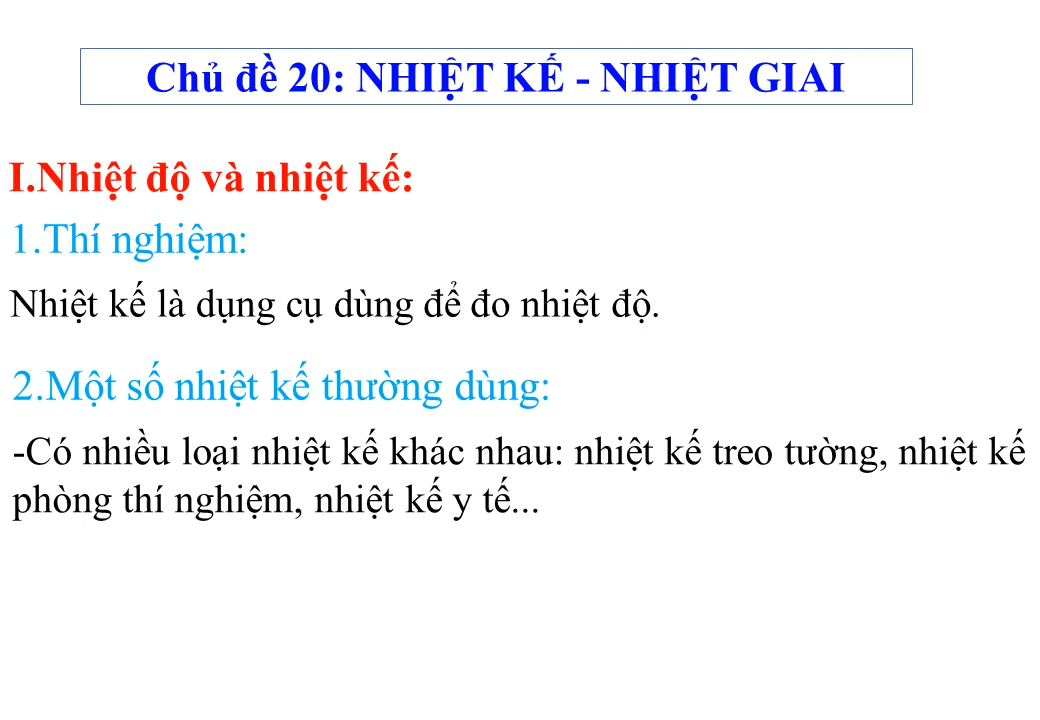 Chủ đề 20: NHIỆT KẾ - NHIỆT GIAI
I.Nhiệt độ và nhiệt kế:
1.Thí nghiệm:
Nhiệt kế là dụng cụ dùng để đo nhiệt độ.
2.Một số nhiệt kế thường dùng:
-Có nhiều loại nhiệt kế khác nhau: nhiệt kế treo tường, nhiệt kế
phòng thí nghiệm, nhiệt kế y tế...